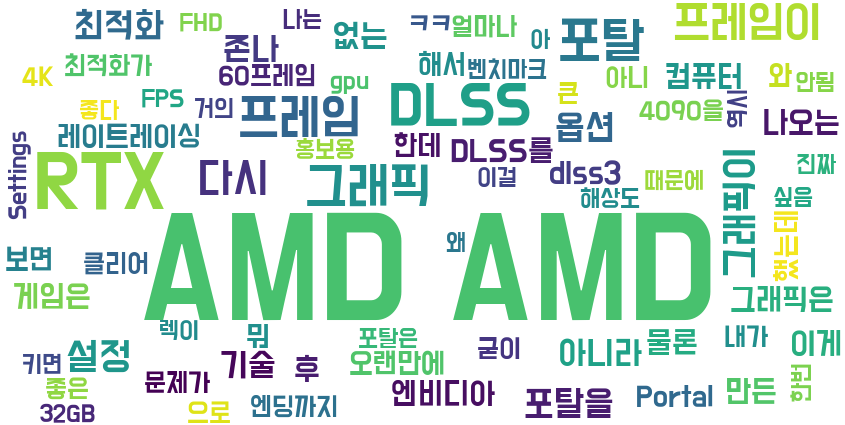 최적화
FHD
나는
ㅋㅋ
얼마나
아
포탈
프레임이
존나
없는
4K
최적화가
60프레임
gpu
해서
벤치마크
큰
아니
컴퓨터
와
안됨
좋다
FPS
거의
프레임
DLSS
옵션
4090을
역시
나오는
Settings
레이트레이싱
홍보용
한데
DLSS를
RTX
다시
그래픽
이걸
dlss3
해상도
때문에
그래픽이
진짜
싶음
AMD AMD
왜
했는데
보면
클리어
게임은
그래픽은
렉이
뭐
포탈은
굳이
물론
내가
이게
키면
설정
기술
후
오랜만에
아니라
좋은
문제가
엔비디아
포탈을
Portal
만든
한번
32GB
으로
엔딩까지